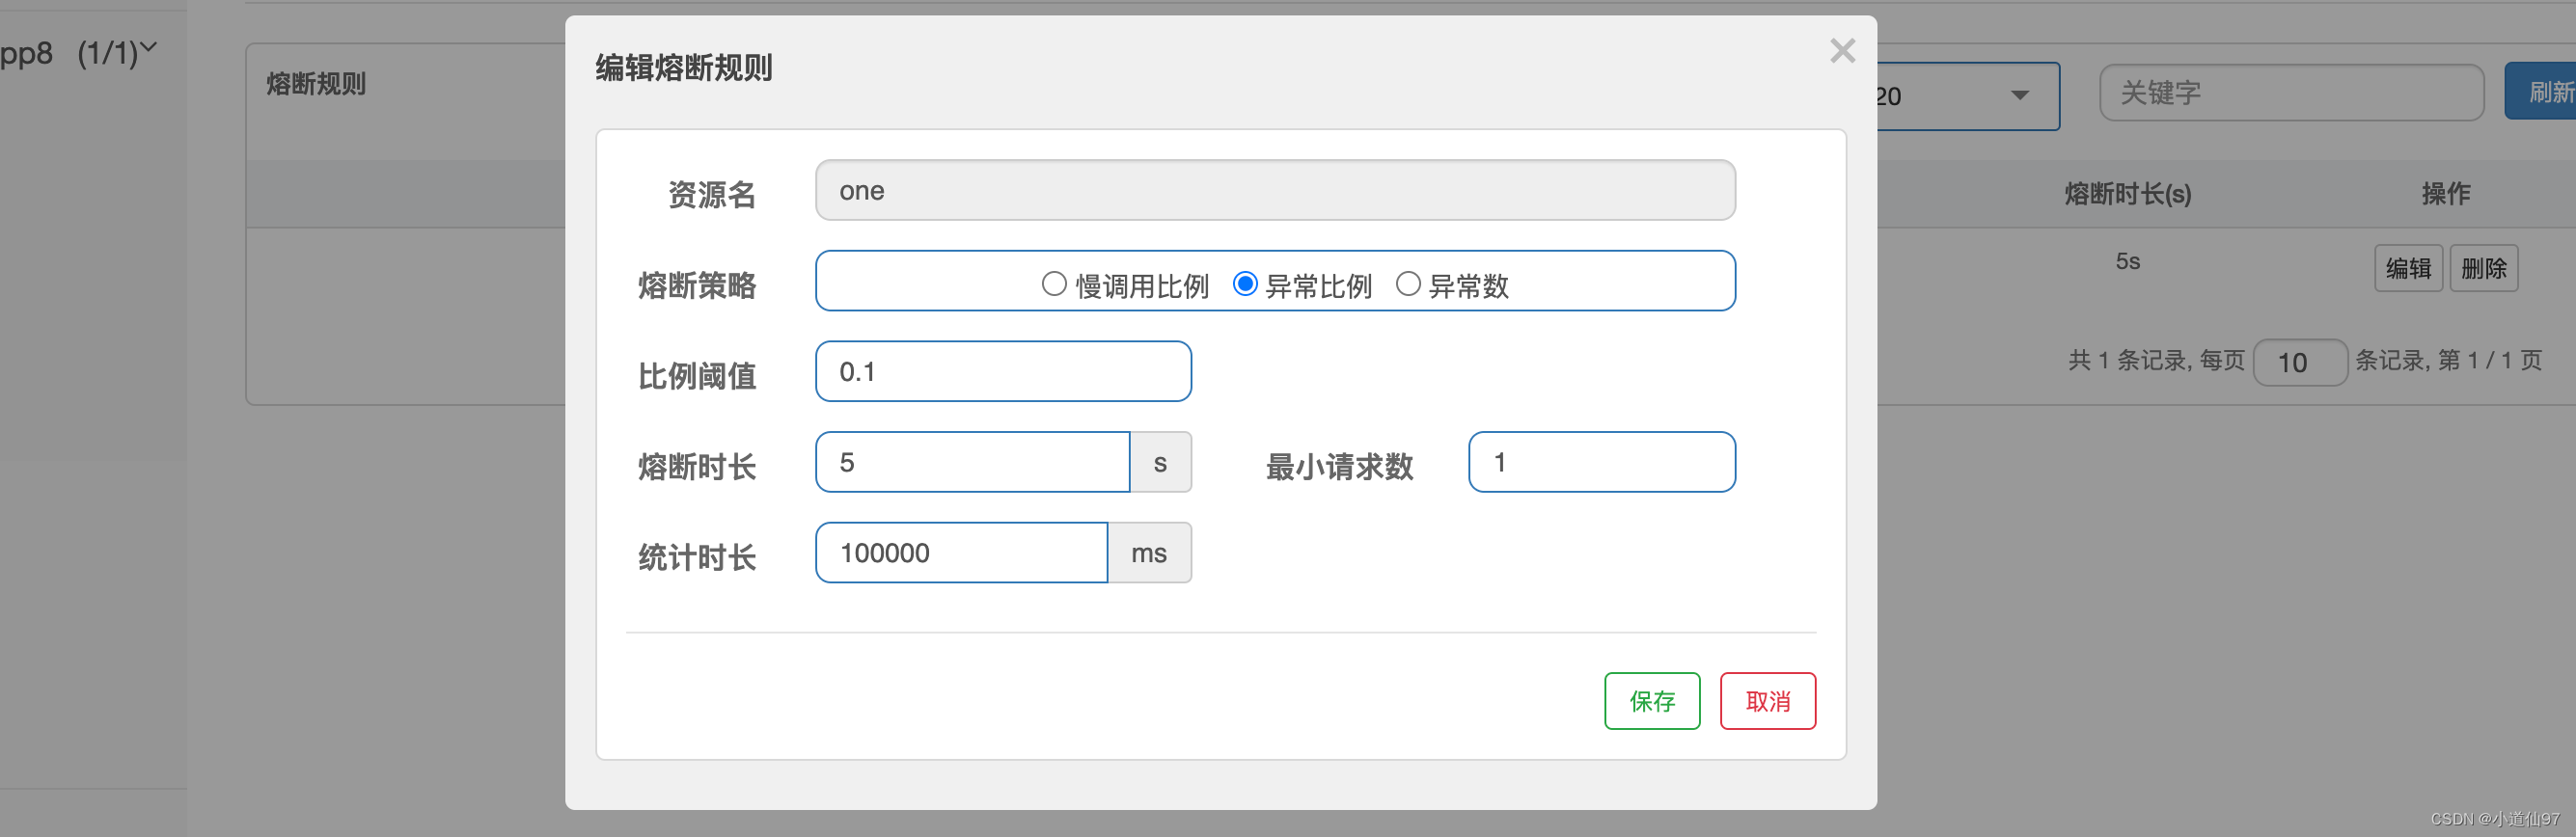 pp8 (1/1)
熔断规则
20
关键字
刷新
熔断时长(s)
操作
5s
编辑
删除
共 1 条记录, 每页 10 条记录, 第 1 / 1 页
编辑熔断规则
资源名
one
熔断策略
慢调用比例 异常比例 异常数
比例阈值
0.1
熔断时长
5 s
最小请求数
1
统计时长
100000 ms
保存
取消
CSDN @小道仙97